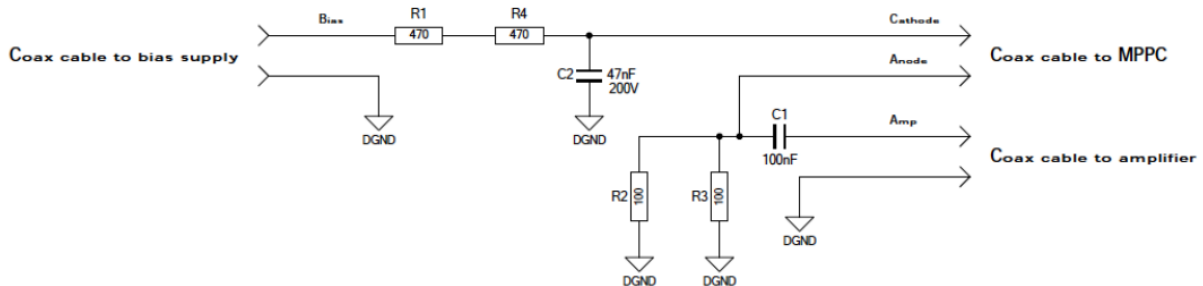 Bias
R1
470
R4
470
Cathode
Coax cable to bias supply
C2
47nF
200V
DGND
DGND
Anode
Coax cable to MPPC
C1
100nF
Amp
Coax cable to amplifier
R2
100
R3
100
DGND
DGND
DGND